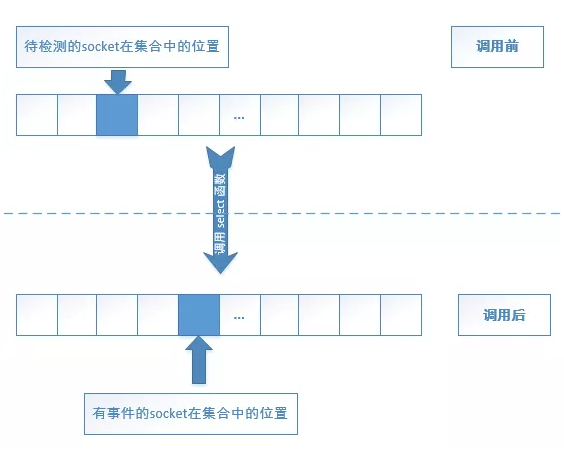 待检测的socket在集合中的位置
调用前
...
调用 select 函数
...
调用后
有事件的socket在集合中的位置